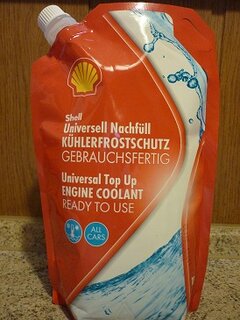 Shell
Universell Nachfüll
KÜHLERFROSTSCHUTZ
GEBRAUCHSFERTIG
Universal Top Up
ENGINE COOLANT
READY TO USE
ALL
CARS